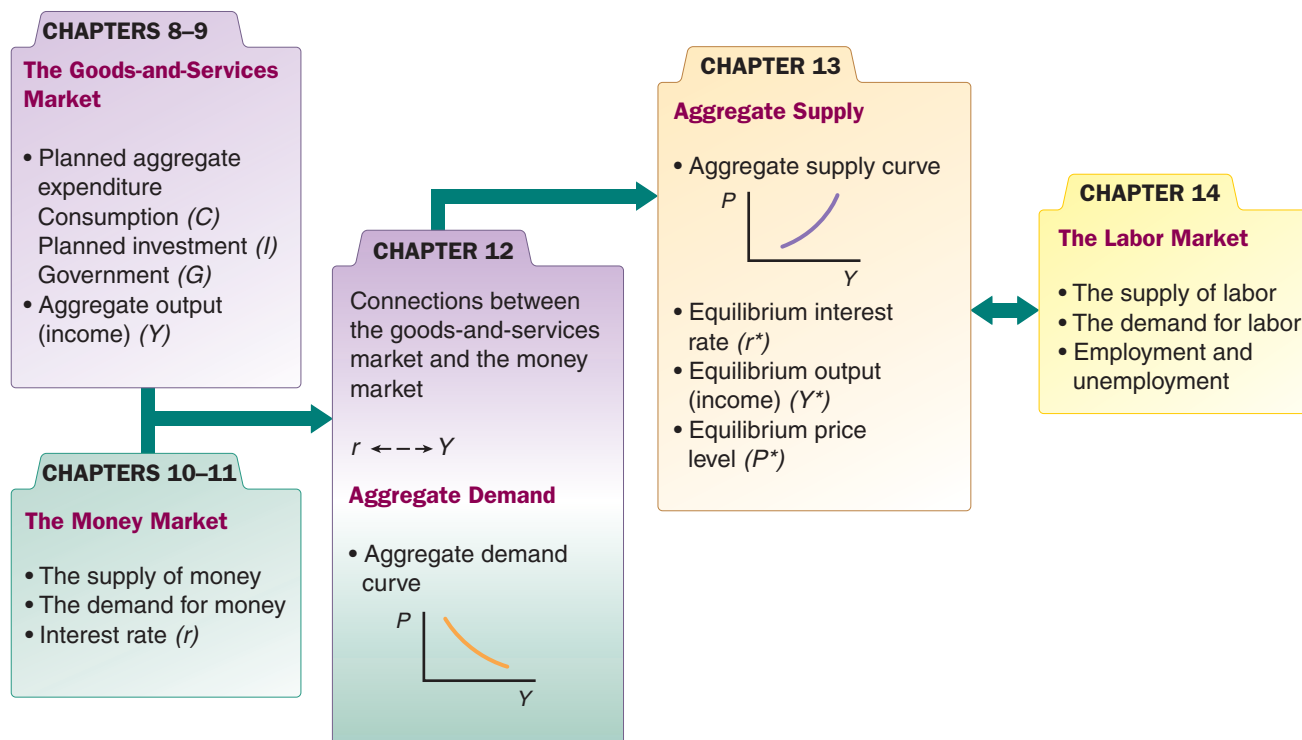 CHAPTERS 8–9
The Goods-and-Services
Market
• Planned aggregate
expenditure
Consumption (C)
Planned investment (I)
Government (G)
• Aggregate output
(income) (Y)
CHAPTERS 10–11
The Money Market
• The supply of money
• The demand for money
• Interest rate (r)
CHAPTER 12
Connections between
the goods-and-services
market and the money
market
r ←–→ Y
Aggregate Demand
• Aggregate demand
curve
P
Y
CHAPTER 13
Aggregate Supply
• Aggregate supply curve
P
Y
• Equilibrium interest
rate (r*)
• Equilibrium output
(income) (Y*)
• Equilibrium price
level (P*)
CHAPTER 14
The Labor Market
• The supply of labor
• The demand for labor
• Employment and
unemployment